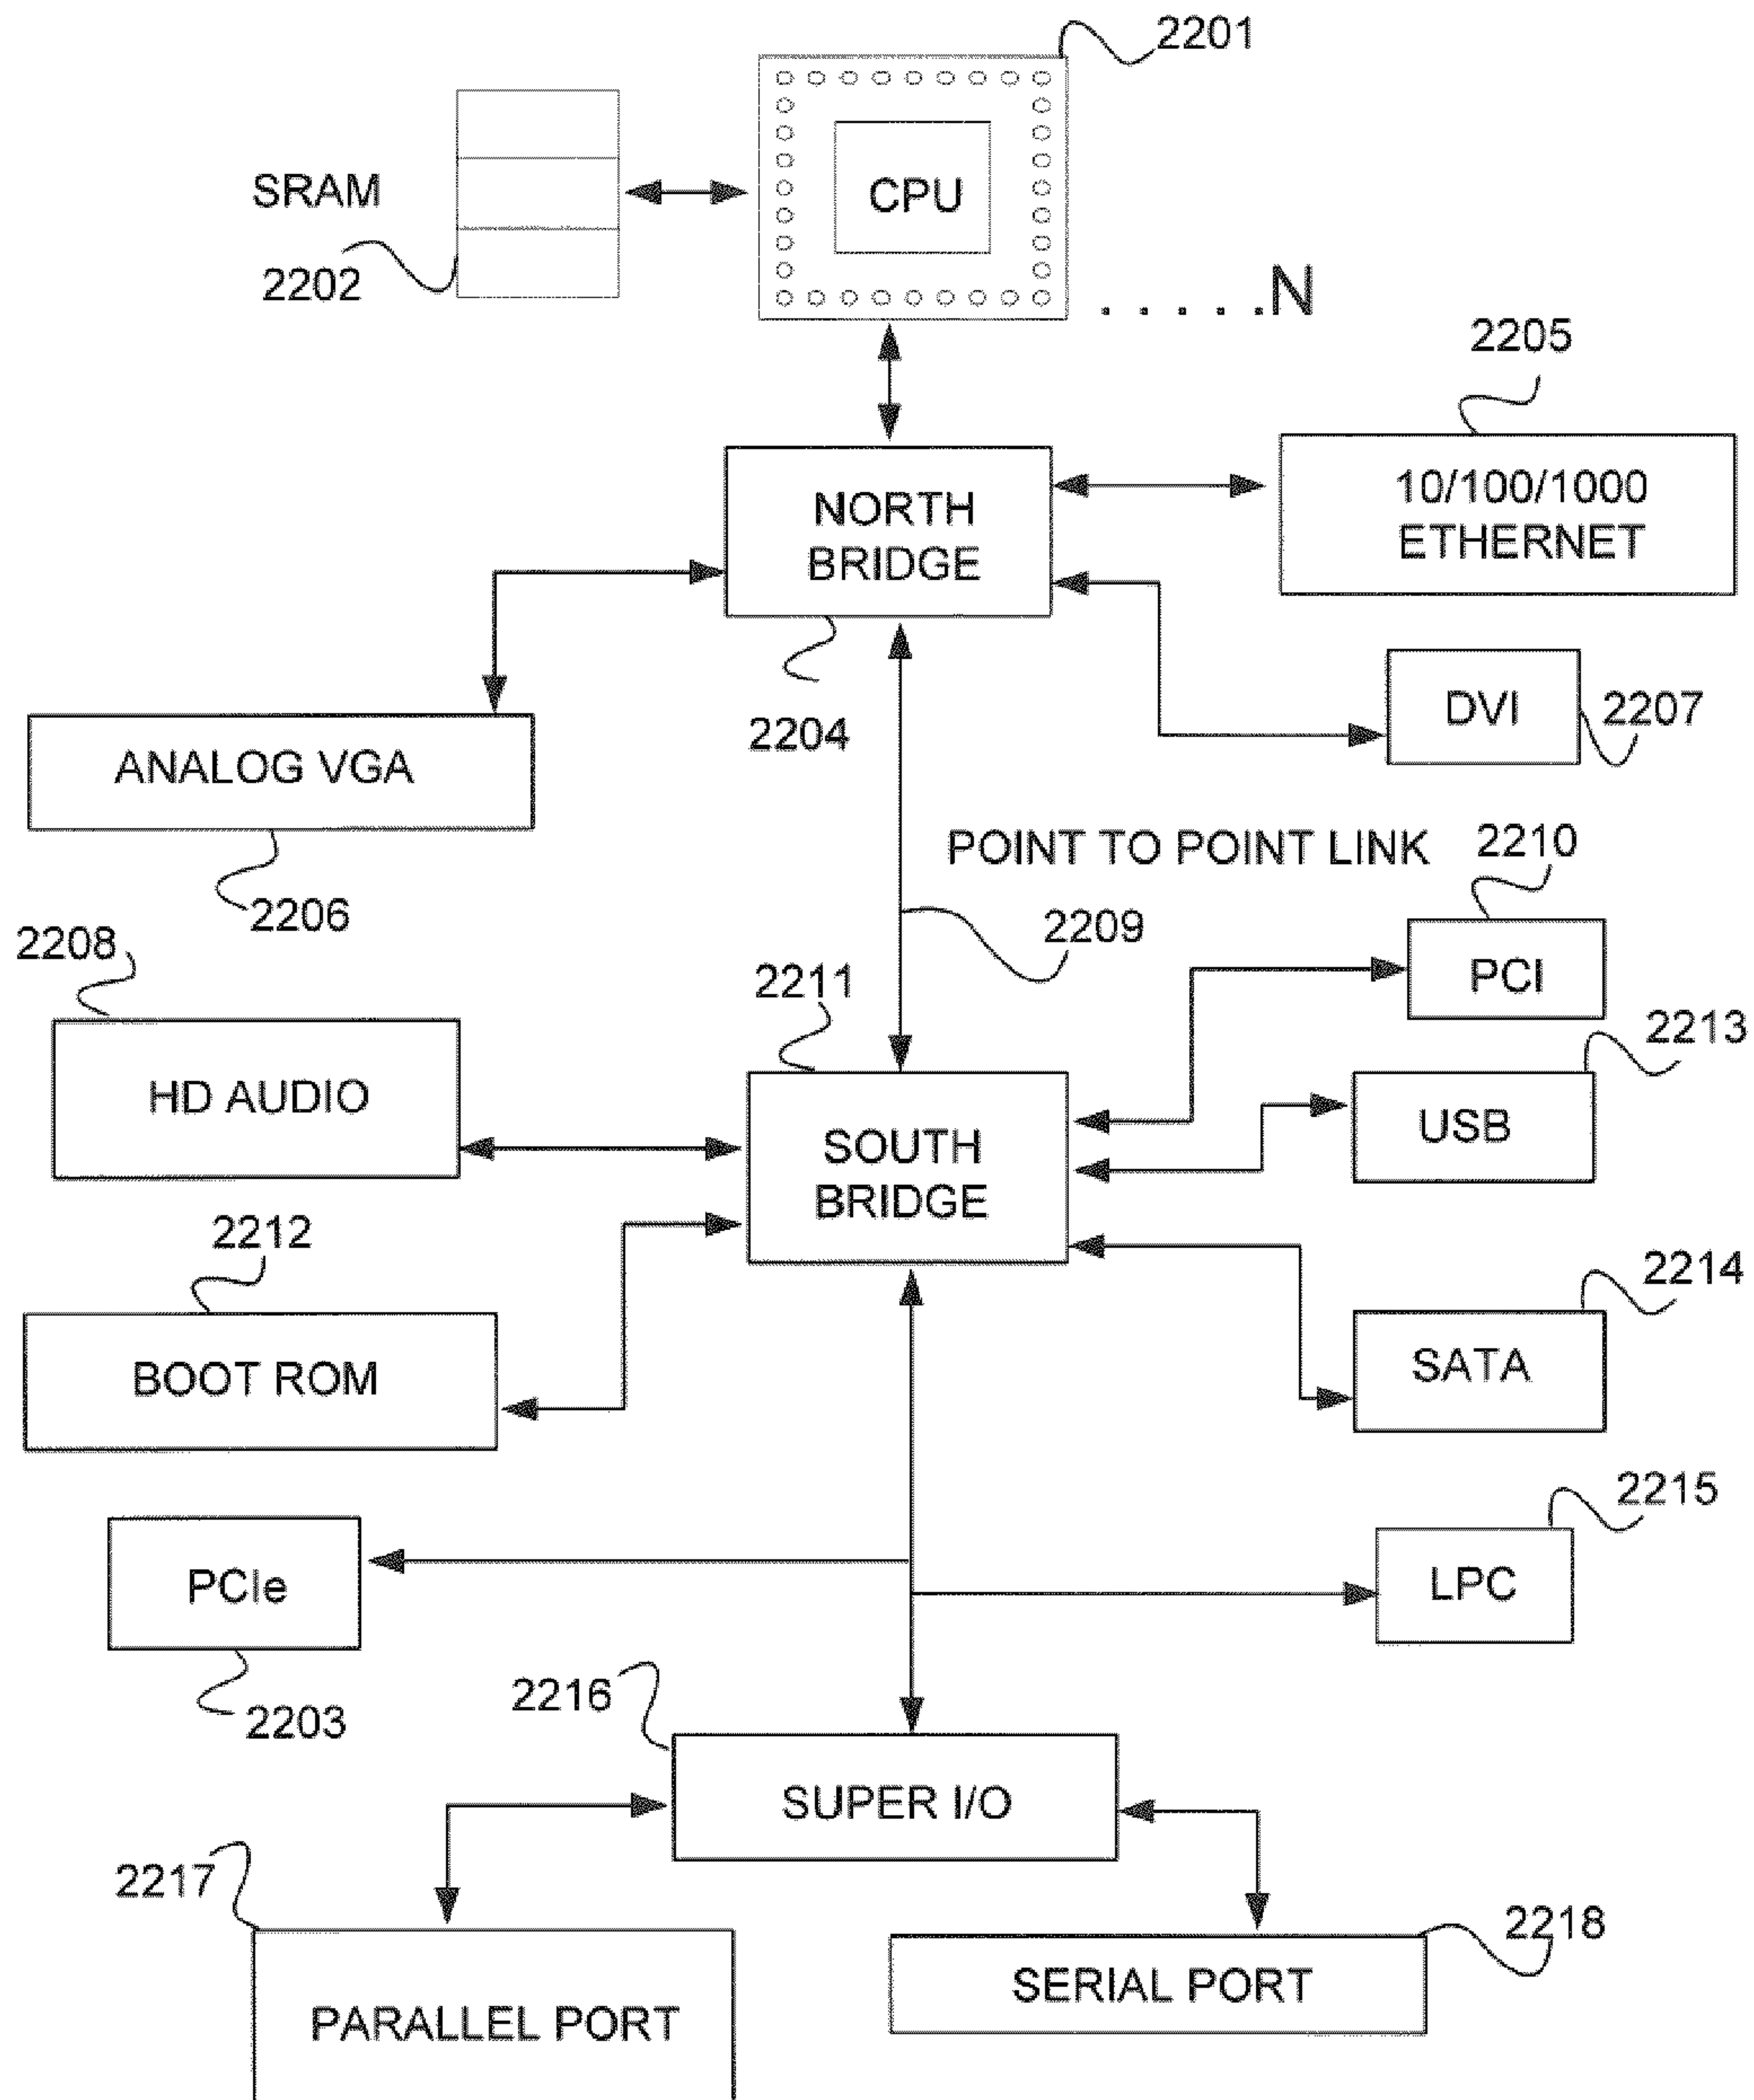 2201
SRAM
CPU
2202
.....N
2205
NORTH
BRIDGE
10/100/1000
ETHERNET
2204
DVI
2207
ANALOG VGA
POINT TO POINT LINK
2210
2206
2209
2208
2211
PCI
2213
HD AUDIO
USB
SOUTH
BRIDGE
2212
2214
BOOT ROM
SATA
2215
PCIe
LPC
2203
2216
SUPER I/O
2217
2218
SERIAL PORT
PARALLEL PORT